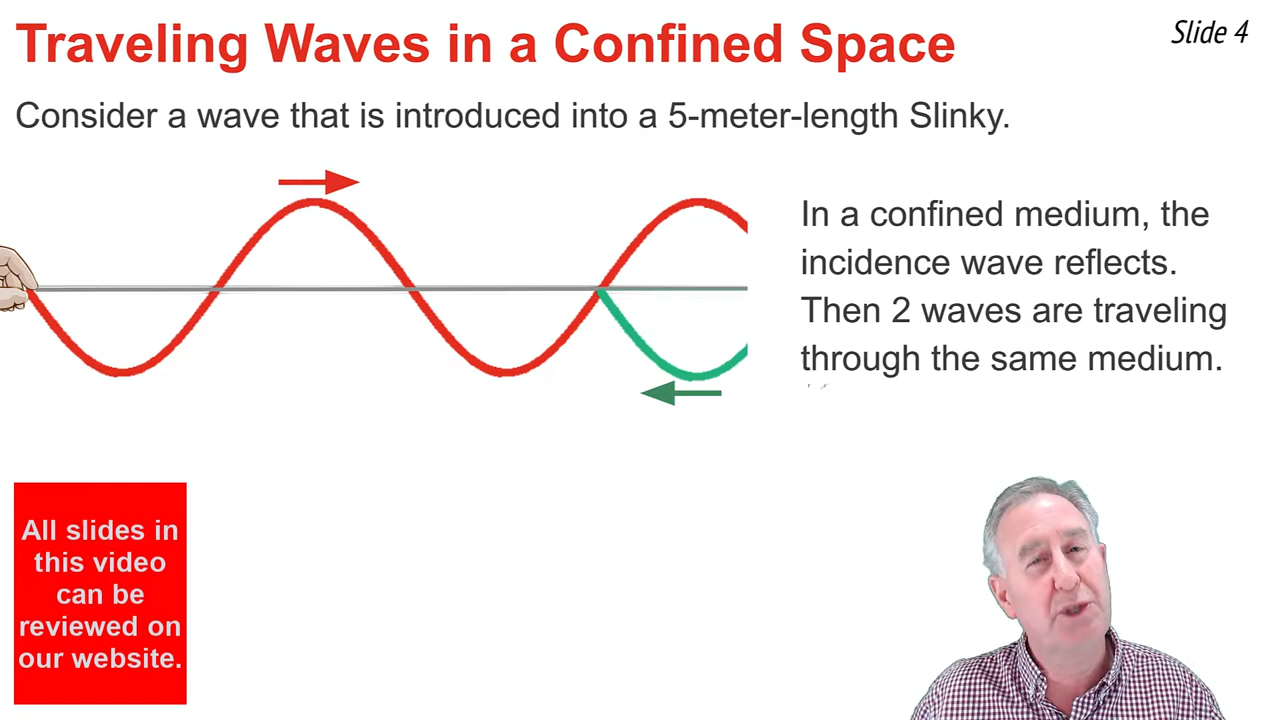 Traveling Waves in a Confined Space
Slide 4
Consider a wave that is introduced into a 5-meter-length Slinky.
In a confined medium, the
incidence wave reflects.
Then 2 waves are traveling
through the same medium.
All slides in
this video
can be
reviewed on
our website.